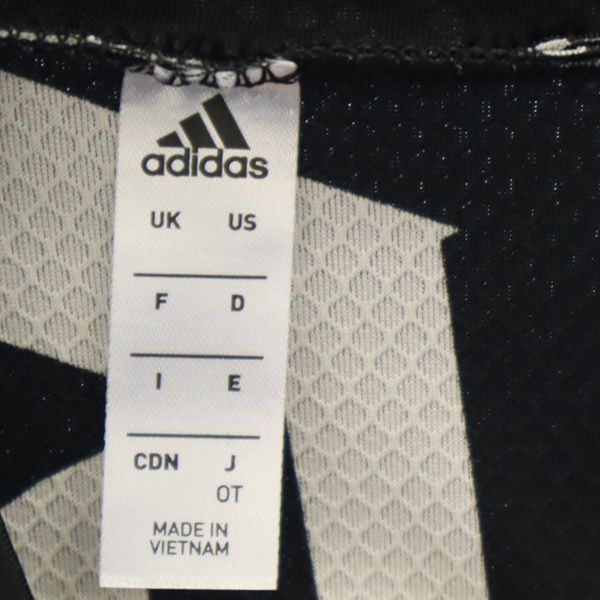 adidas
UK US
F D
I E
CDN J
OT
MADE IN
VIETNAM